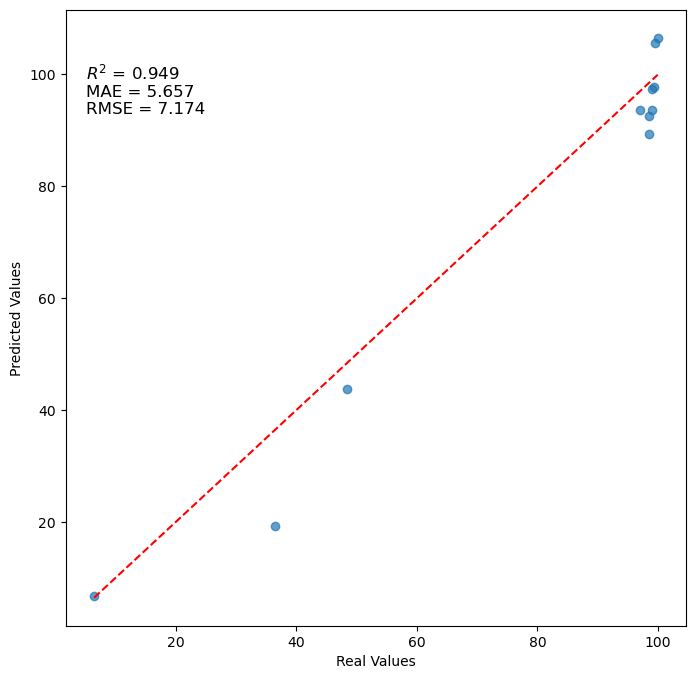 R² = 0.949
MAE = 5.657
RMSE = 7.174
100
80
60
40
20
Predicted Values
20 40 60 80 100
Real Values